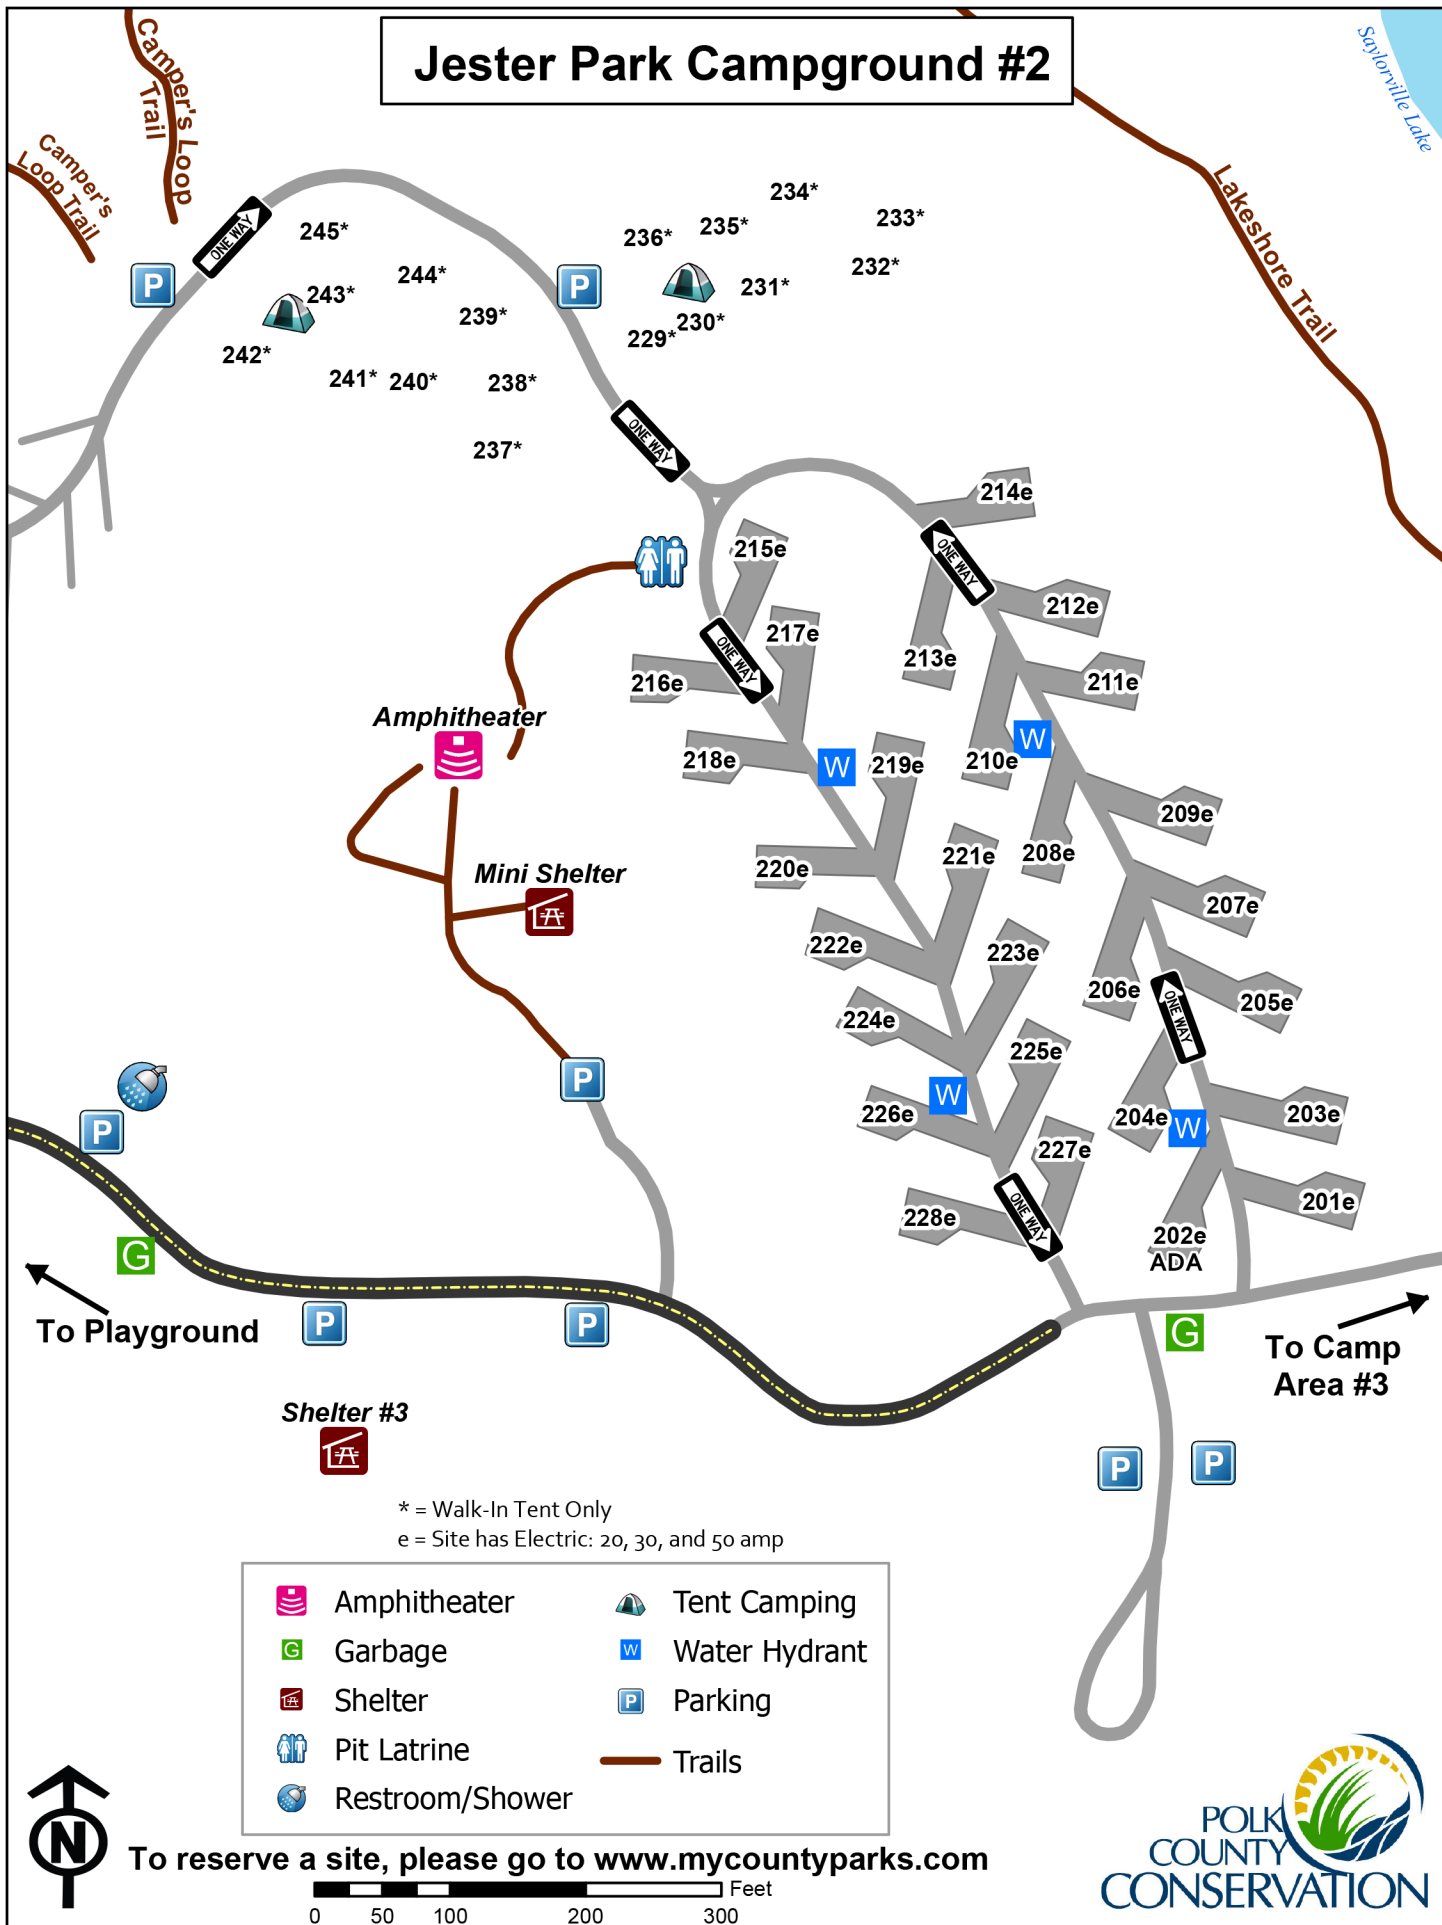 Jester Park Campground #2
Camper's Loop
Trail
Camper's
Loop Trail
Saylorville Lake
Lakeshore Trail
ONE WAY
P
245*
244*
243*
242*
241*
240*
239*
238*
237*
P
236*
235*
234*
233*
232*
231*
230*
229*
ONE WAY
214e
ONE WAY
215e
212e
217e
213e
ONE WAY
216e
211e
Amphitheater
218e
W
219e
210e
W
209e
220e
221e
208e
Mini Shelter
207e
222e
223e
206e
205e
224e
ONE WAY
225e
P
226e
W
204e
W
203e
P
227e
201e
228e
ONE WAY
202e
ADA
G
To Playground
P
P
G
To Camp
Area #3
Shelter #3
P
P
* = Walk-In Tent Only
e = Site has Electric: 20, 30, and 50 amp
Amphitheater
Tent Camping
G Garbage
W Water Hydrant
Shelter
P Parking
Pit Latrine
Trails
Restroom/Shower
N
To reserve a site, please go to www.mycountyparks.com
Feet
0 50 100 200 300
POLK
COUNTY
CONSERVATION